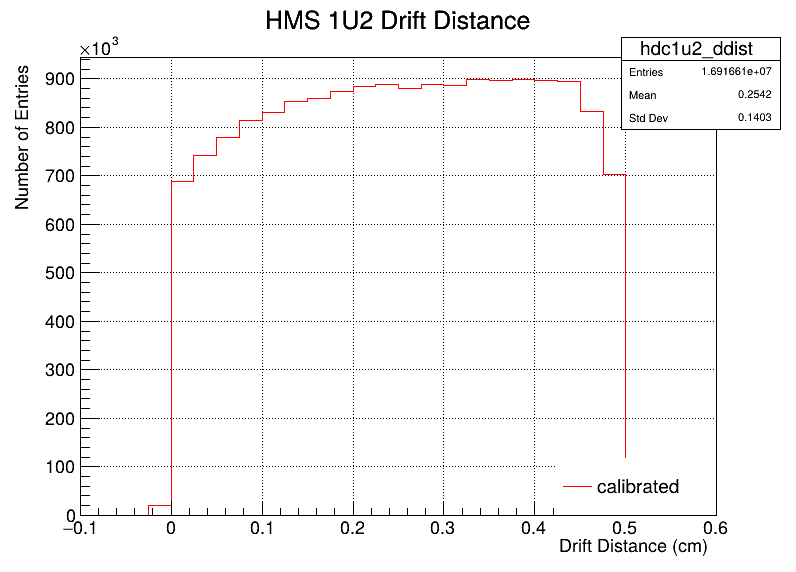 HMS 1U2 Drift Distance
×10³
hdc1u2_ddist
Entries 1.691661e+07
Mean 0.2542
Std Dev 0.1403
Number of Entries
900
800
700
600
500
400
300
200
100
0
calibrated
−0.1 0 0.1 0.2 0.3 0.4 0.5 0.6
Drift Distance (cm)